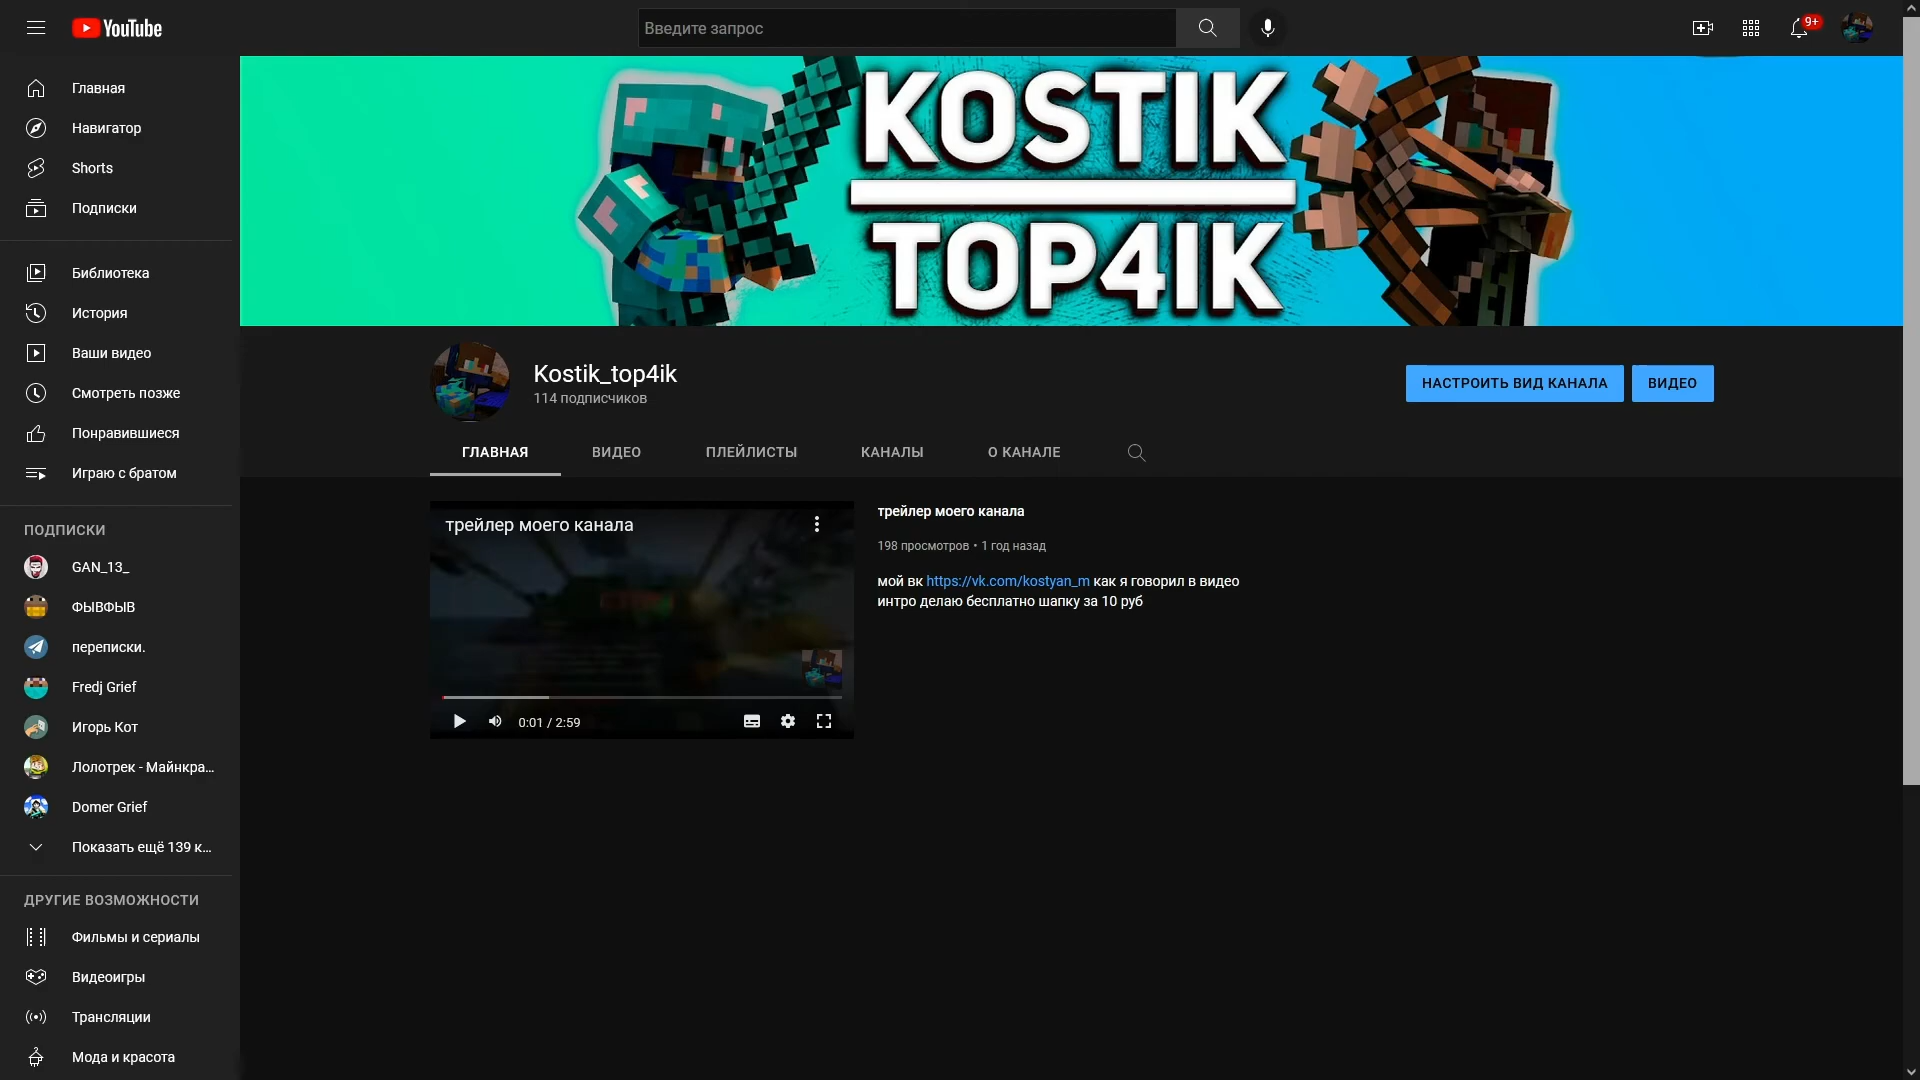 YouTube
Введите запрос
9+
Главная
Навигатор
Shorts
Подписки
Библиотека
История
Ваши видео
Смотреть позже
Понравившиеся
Играю с братом
ПОДПИСКИ
GAN_13_
ФЫВФЫВ
переписки.
Fredj Grief
Игорь Кот
Лолотрек - Майнкра...
Domer Grief
Показать ещё 139 к...
ДРУГИЕ ВОЗМОЖНОСТИ
Фильмы и сериалы
Видеоигры
Трансляции
Мода и красота
KOSTIK
TOP4IK
Kostik_top4ik
114 подписчиков
НАСТРОИТЬ ВИД КАНАЛА
ВИДЕО
ГЛАВНАЯ
ВИДЕО
ПЛЕЙЛИСТЫ
КАНАЛЫ
О КАНАЛЕ
трейлер моего канала
0:01 / 2:59
трейлер моего канала
198 просмотров • 1 год назад
мой вк https://vk.com/kostyan_m как я говорил в видео
интро делаю бесплатно шапку за 10 руб